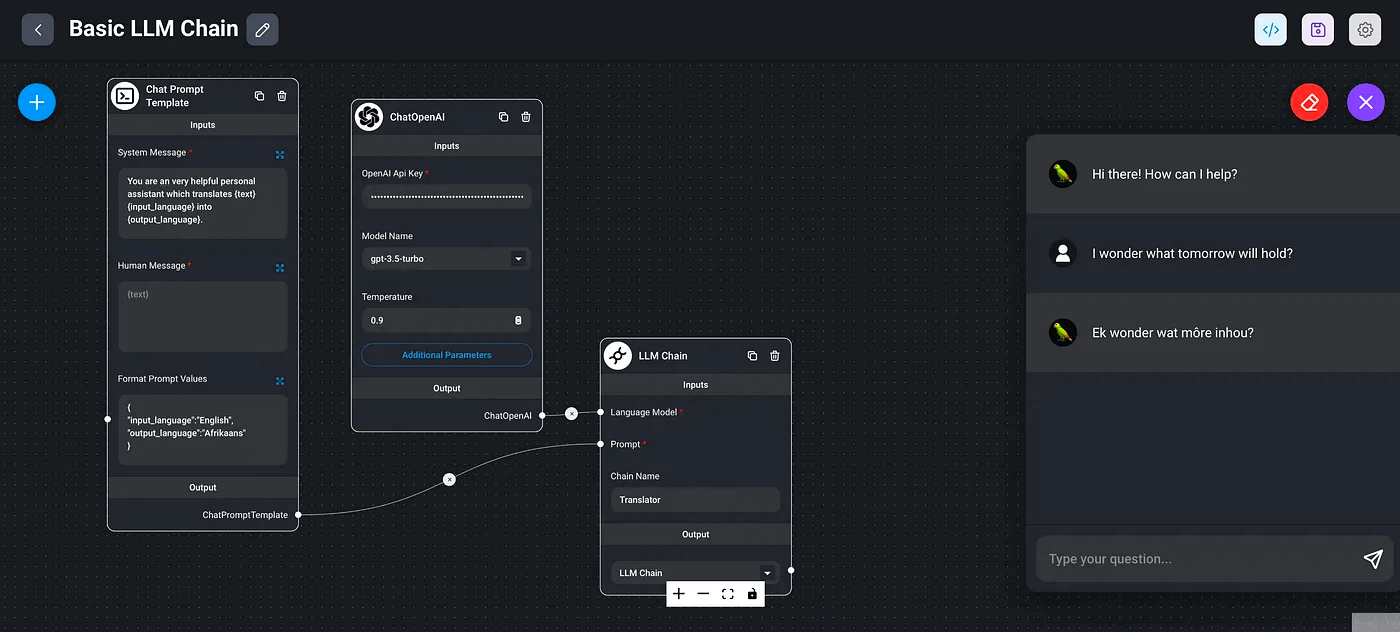 Basic LLM Chain
Chat Prompt
Template
Inputs
System Message *
You are an very helpful personal
assistant which translates {text}
{input_language} into
{output_language}.
Human Message *
{text}
Format Prompt Values
{
"input_language":"English",
"output_language":"Afrikaans"
}
Output
ChatPromptTemplate
ChatOpenAI
Inputs
OpenAI Api Key *
Model Name
gpt-3.5-turbo
Temperature
0.9
Additional Parameters
Output
ChatOpenAI
LLM Chain
Inputs
Language Model *
Prompt *
Chain Name
Translator
Output
LLM Chain
Hi there! How can I help?
I wonder what tomorrow will hold?
Ek wonder wat môre inhou?
Type your question...